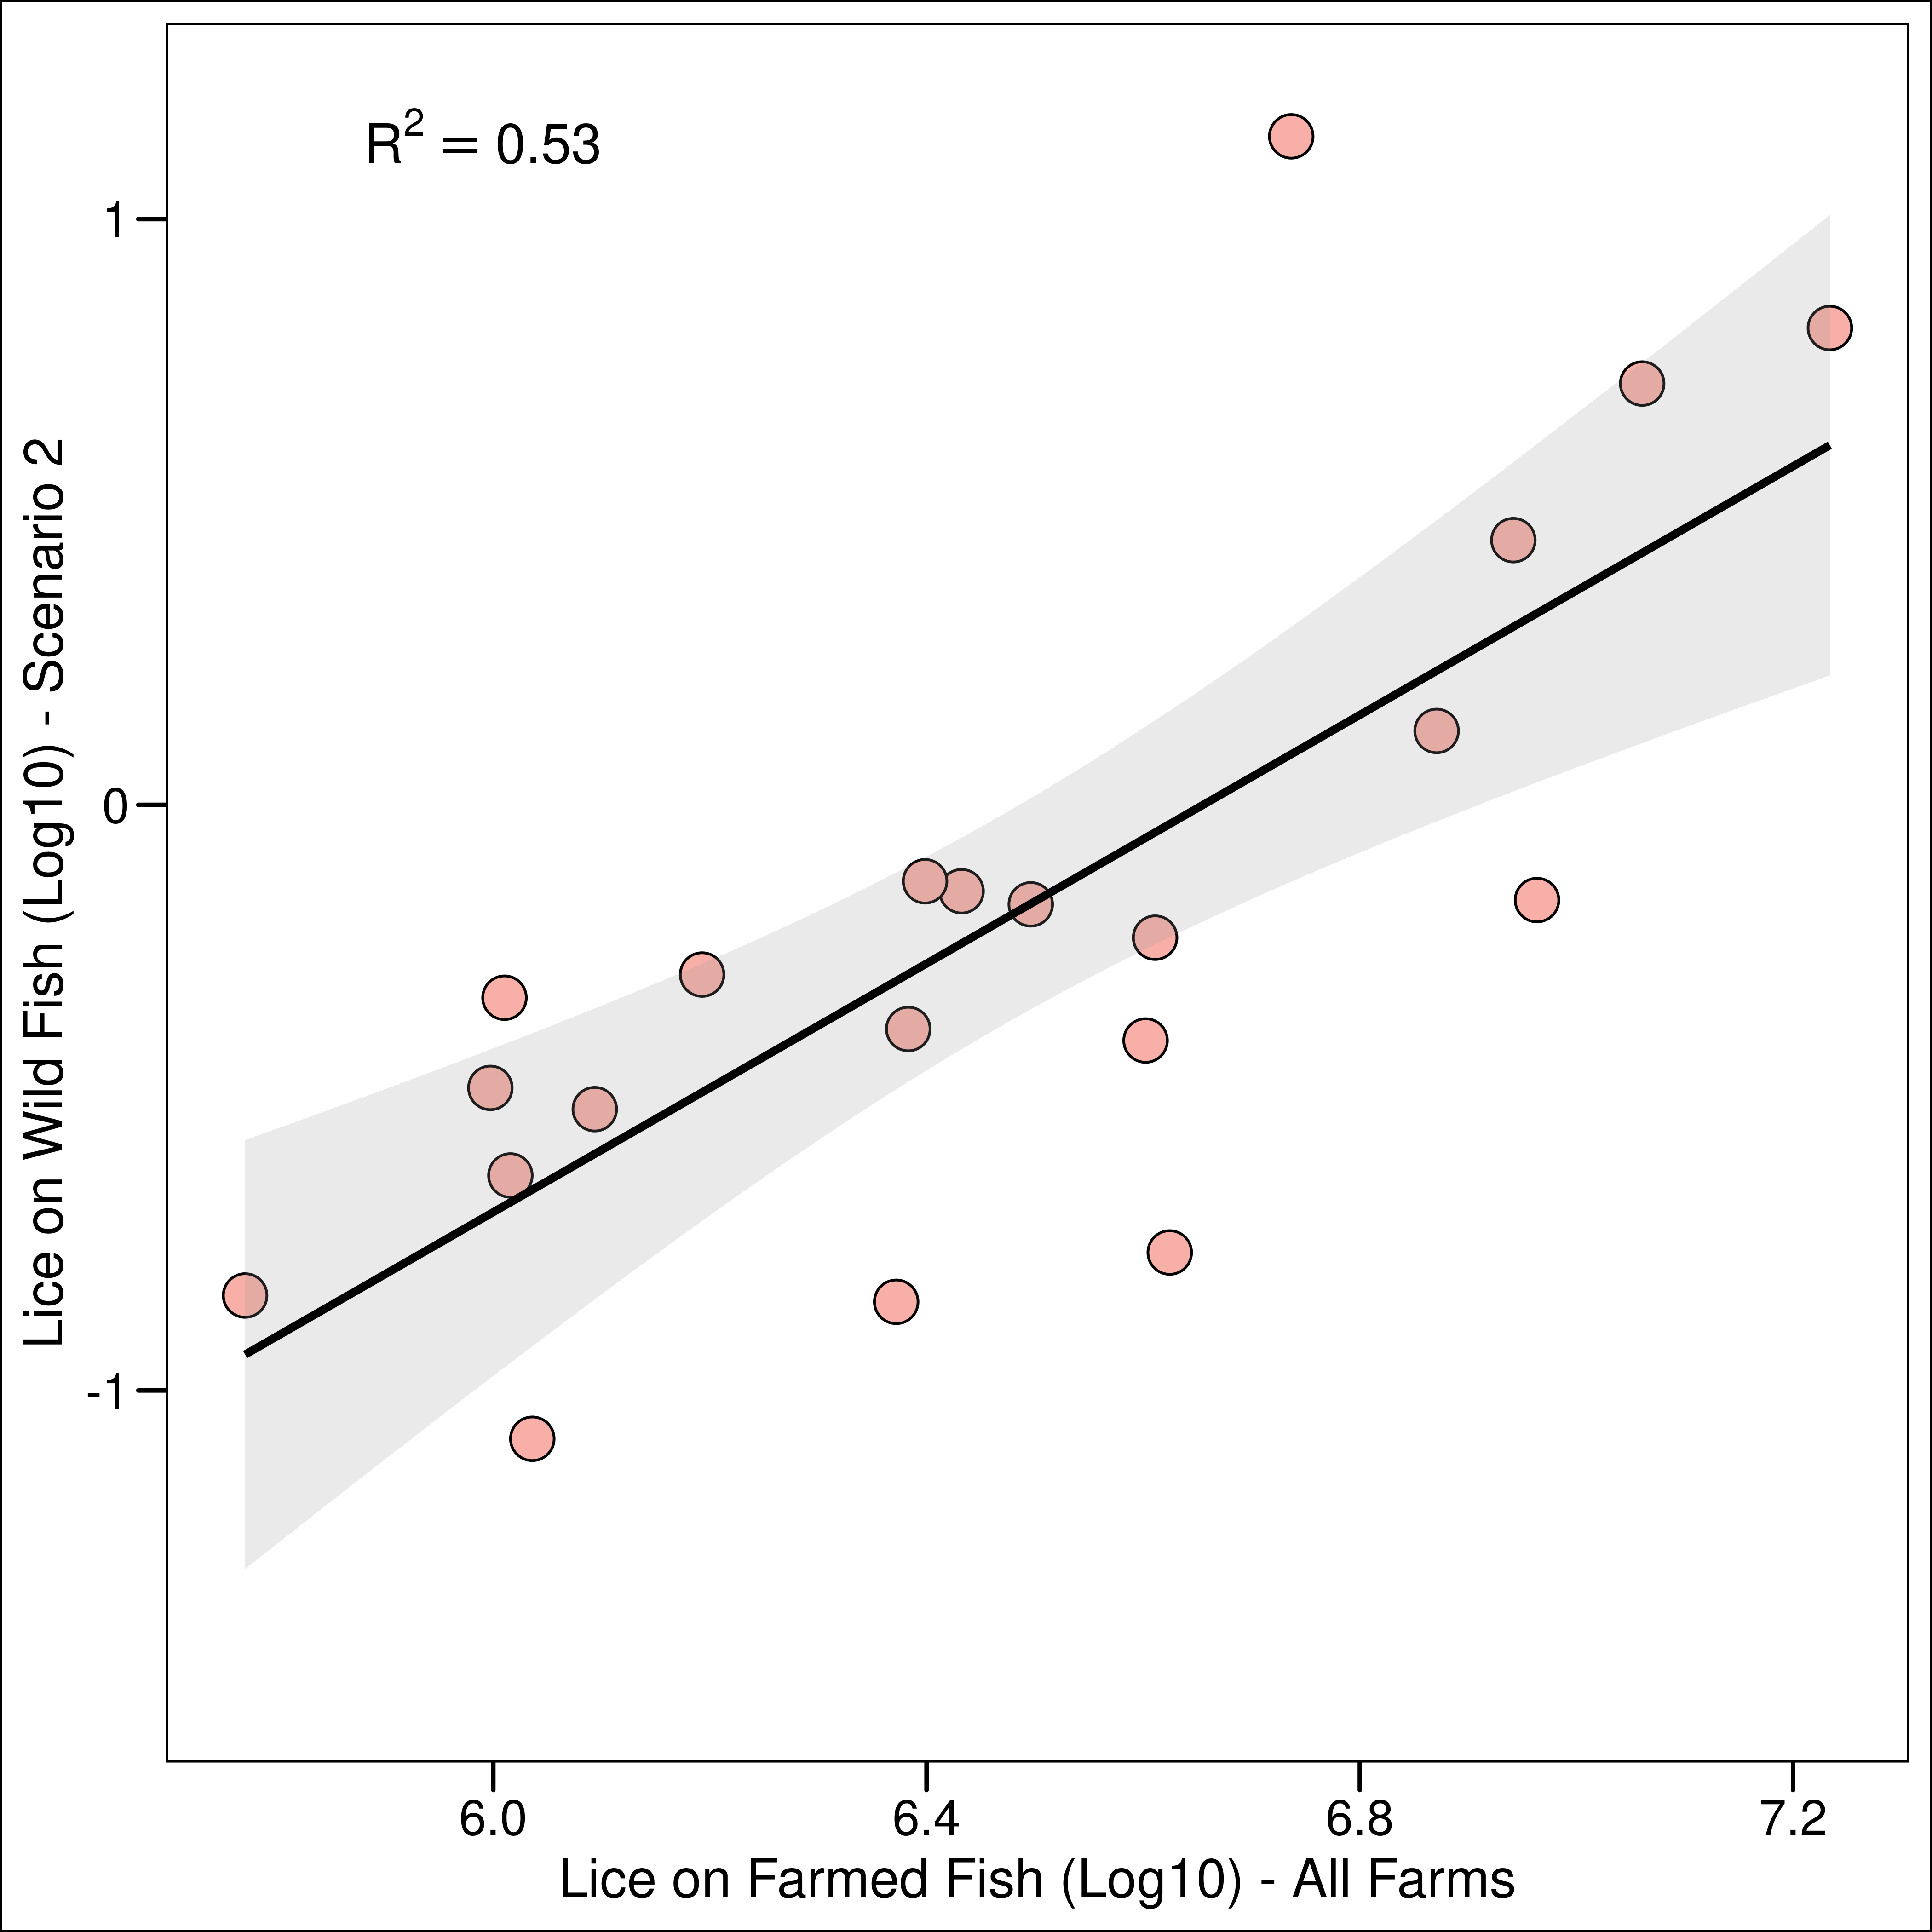 R² = 0.53
1
0
-1
Lice on Wild Fish (Log10) - Scenario 2
6.0 6.4 6.8 7.2
Lice on Farmed Fish (Log10) - All Farms